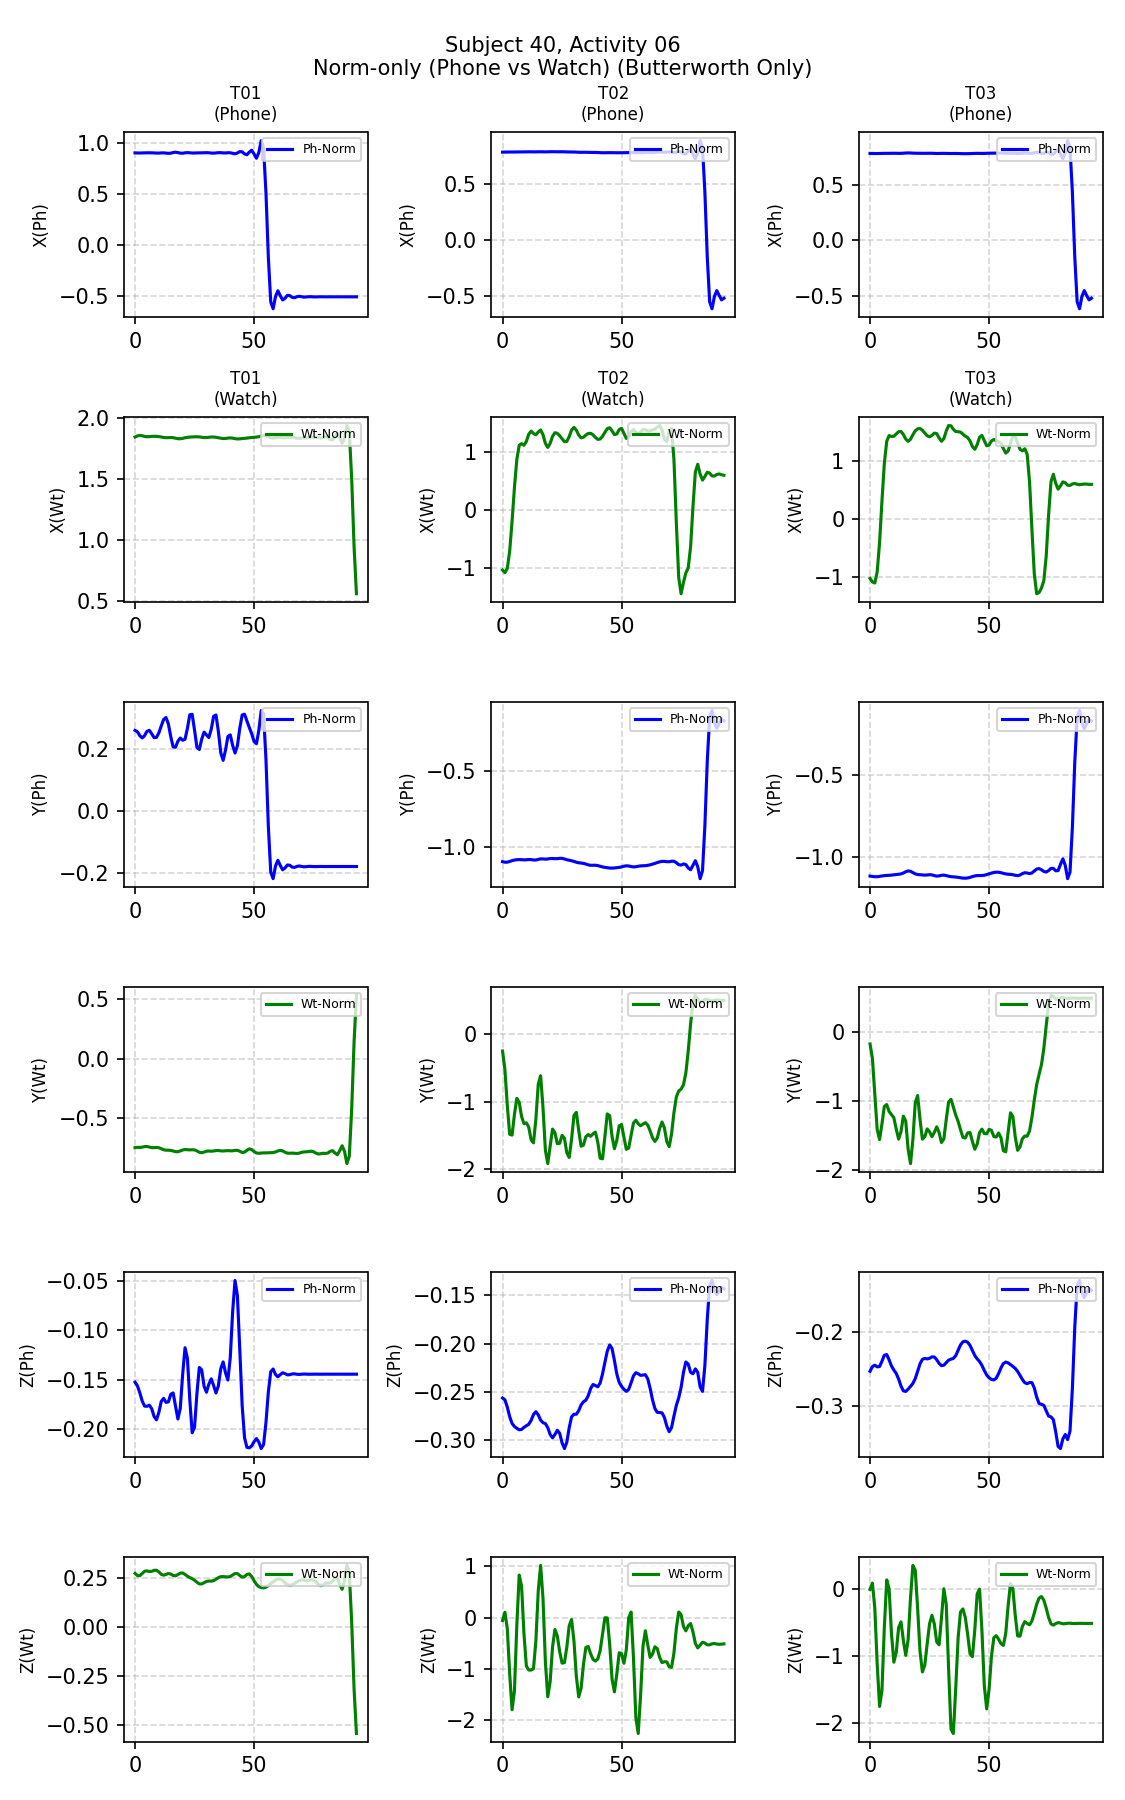 Subject 40, Activity 06
Norm-only (Phone vs Watch) (Butterworth Only)
T01
(Phone)
T02
(Phone)
T03
(Phone)
X(Ph)
1.0
0.5
0.0
−0.5
0
50
Ph-Norm
X(Ph)
0.5
0.0
−0.5
0
50
Ph-Norm
X(Ph)
0.5
0.0
−0.5
0
50
Ph-Norm
T01
(Watch)
T02
(Watch)
T03
(Watch)
X(Wt)
2.0
1.5
1.0
0.5
0
50
Wt-Norm
X(Wt)
1
0
−1
0
50
Wt-Norm
X(Wt)
1
0
−1
0
50
Wt-Norm
Y(Ph)
0.2
0.0
−0.2
0
50
Ph-Norm
Y(Ph)
−0.5
−1.0
0
50
Ph-Norm
Y(Ph)
−0.5
−1.0
0
50
Ph-Norm
Y(Wt)
0.5
0.0
−0.5
0
50
Wt-Norm
Y(Wt)
0
−1
−2
0
50
Wt-Norm
Y(Wt)
0
−1
−2
0
50
Wt-Norm
Z(Ph)
−0.05
−0.10
−0.15
−0.20
0
50
Ph-Norm
Z(Ph)
−0.15
−0.20
−0.25
−0.30
0
50
Ph-Norm
Z(Ph)
−0.2
−0.3
0
50
Ph-Norm
Z(Wt)
0.25
0.00
−0.25
−0.50
0
50
Wt-Norm
Z(Wt)
1
0
−1
−2
0
50
Wt-Norm
Z(Wt)
0
−1
−2
0
50
Wt-Norm